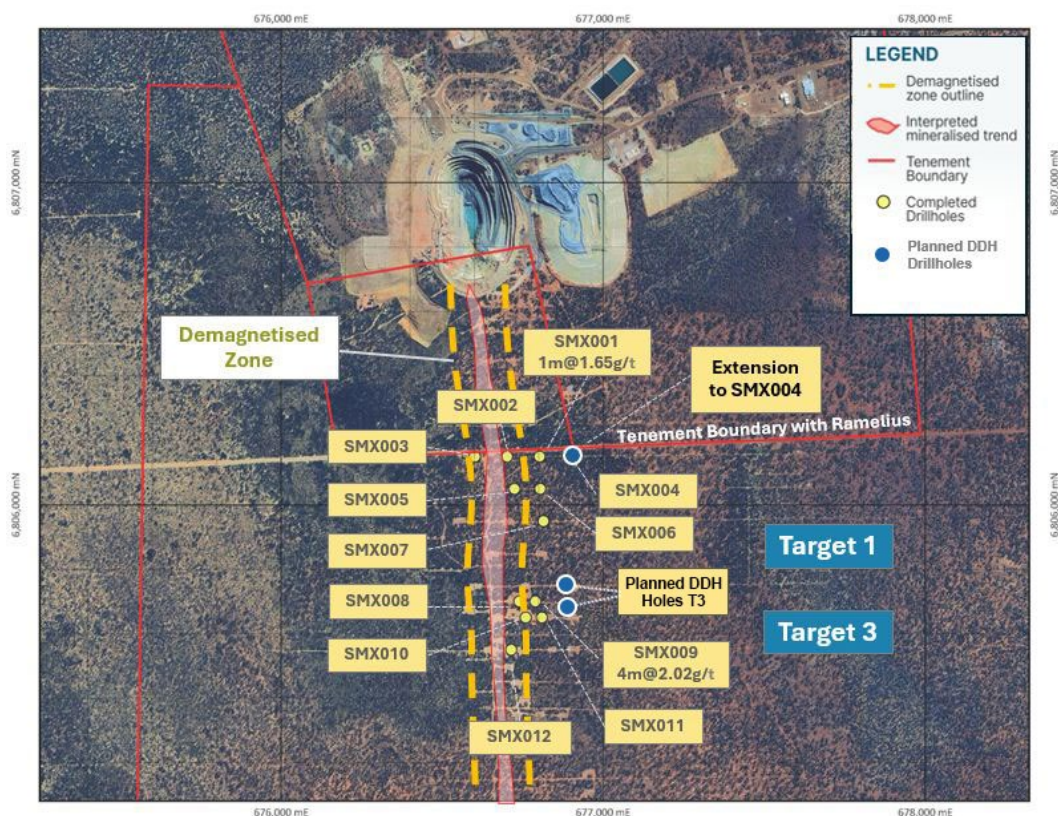 676,000 mE
677,000 mE
678,000 mE
LEGEND
Demagnetised
zone outline
Interpreted
mineralised trend
Tenement
Boundary
Completed
Drillholes
Planned DDH
Drillholes
6,807,000 mN
6,807,000 mN
Demagnetised
Zone
SMX001
1m@1.65g/t
Extension
to SMX004
SMX002
Tenement Boundary with Ramelius
SMX003
SMX004
SMX005
6,806,000 mN
6,806,000 mN
SMX006
SMX007
Target 1
Planned DDH
Holes T3
SMX008
Target 3
SMX010
SMX009
4m@2.02g/t
SMX011
SMX012
676,000 mE
677,000 mE
678,000 mE